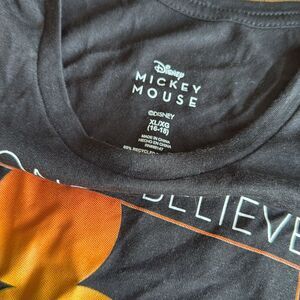 Disney
MICKEY
MOUSE
©DISNEY
XL/XG
(16-18)
MADE IN CHINA
HECHO EN CHINA
BELIEVE